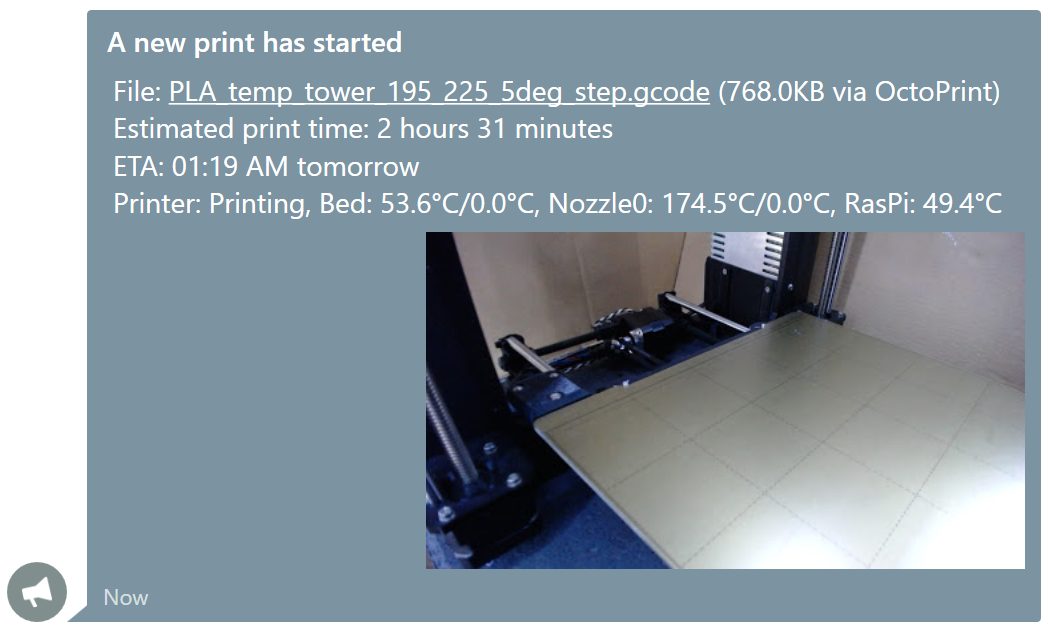 A new print has started
File: PLA_temp_tower_195_225_5deg_step.gcode (768.0KB via OctoPrint)
Estimated print time: 2 hours 31 minutes
ETA: 01:19 AM tomorrow
Printer: Printing, Bed: 53.6°C/0.0°C, Nozzle0: 174.5°C/0.0°C, RasPi: 49.4°C
Now